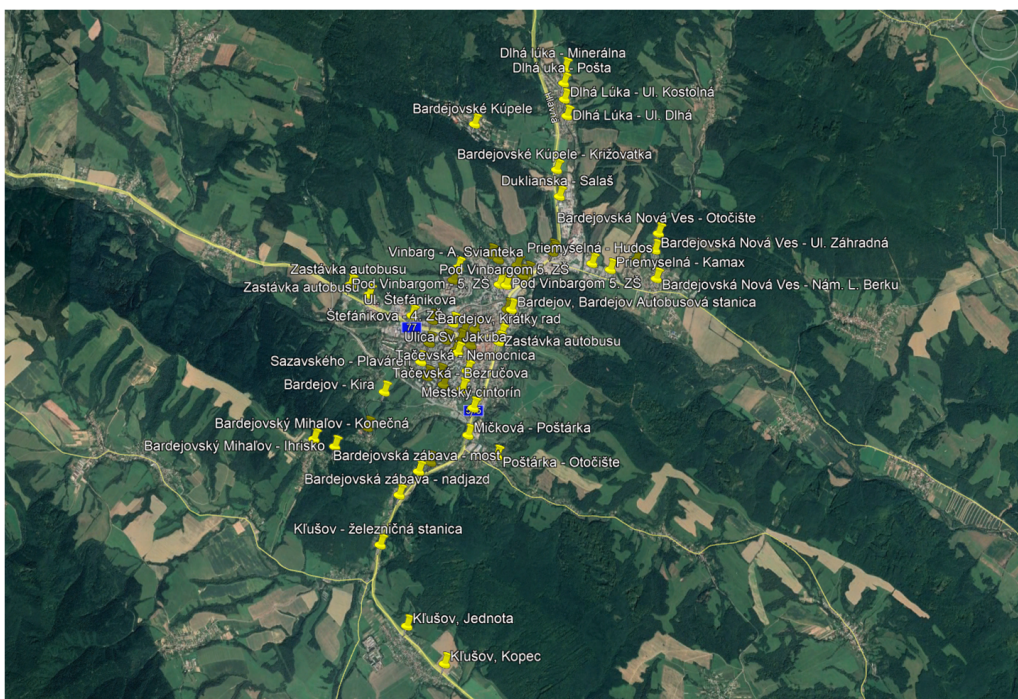 Dlhá lúka - Minerálna
Dlhá uka - Pošta
Hlavná
Dlhá Lúka - Ul. Kostolná
Bardejovské Kúpele
Dlhá Lúka - Ul. Dlhá
Bardejovské Kúpele - Križovatka
Duklianska - Salaš
Bardejovská Nová Ves - Otočište
Bardejovská Nová Ves - Ul. Záhradná
Priemyselná - Hudos
Vinbarg - A. Svianteka
Priemyselná - Kamax
Zastávka autobusu
Pod Vinbargom 5. ZŠ
Bardejovská Nová Ves - Nám. L. Berku
Zastávka autobusu
Pod Vinbargom - 5. ZŠ
Pod Vinbargom 5. ZŠ
Ul. Štefánikova
Bardejov, Bardejov,Autobusová stanica
Štefánikova - 4. ZŠ
Bardejov, Krátky rad
77
Ulica Sv. Jakuba
Zastávka autobusu
Tačevská - Nemocnica
Sazavského - Plaváreň
Tačevská - Bezručova
Bardejov - Kira
Mestský cintorín
Bardejovský Mihaľov - Konečná
Mičková - Poštárka
Bardejovský Mihaľov - Ihrisko
Bardejovská zábava - most
Poštárka - Otočište
Bardejovská zábava - nadjazd
Kľušov - železničná stanica
Kľušov, Jednota
Kľušov, Kopec